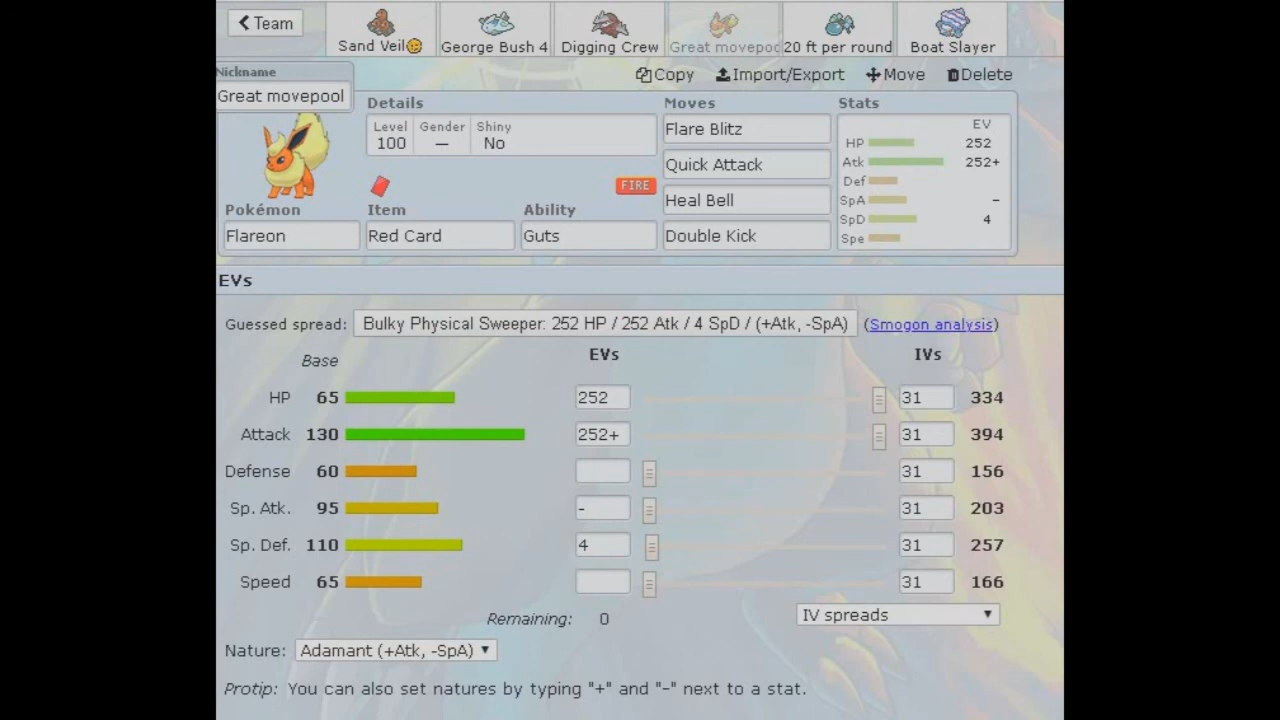 Team
Sand Veil George Bush 4 Digging Crew Great movepoo 20 ft per round Boat Slayer
Copy Import/Export Move Delete
Nickname
Great movepool
Details Moves Stats
Level Gender Shiny
100 — No
Flare Blitz
Quick Attack
Heal Bell
Double Kick
EV
HP 252
Atk 252+
Def
SpA -
SpD 4
Spe
FIRE
Pokémon Item Ability
Flareon Red Card Guts
EVs
Guessed spread: Bulky Physical Sweeper: 252 HP / 252 Atk / 4 SpD / (+Atk, -SpA) (Smogon analysis)
Base EVs IVs
HP 65 252 31 334
Attack 130 252+ 31 394
Defense 60 31 156
Sp. Atk. 95 - 31 203
Sp. Def. 110 4 31 257
Speed 65 31 166
Remaining: 0 IV spreads
Nature: Adamant (+Atk, -SpA)
Protip: You can also set natures by typing "+" and "-" next to a stat.